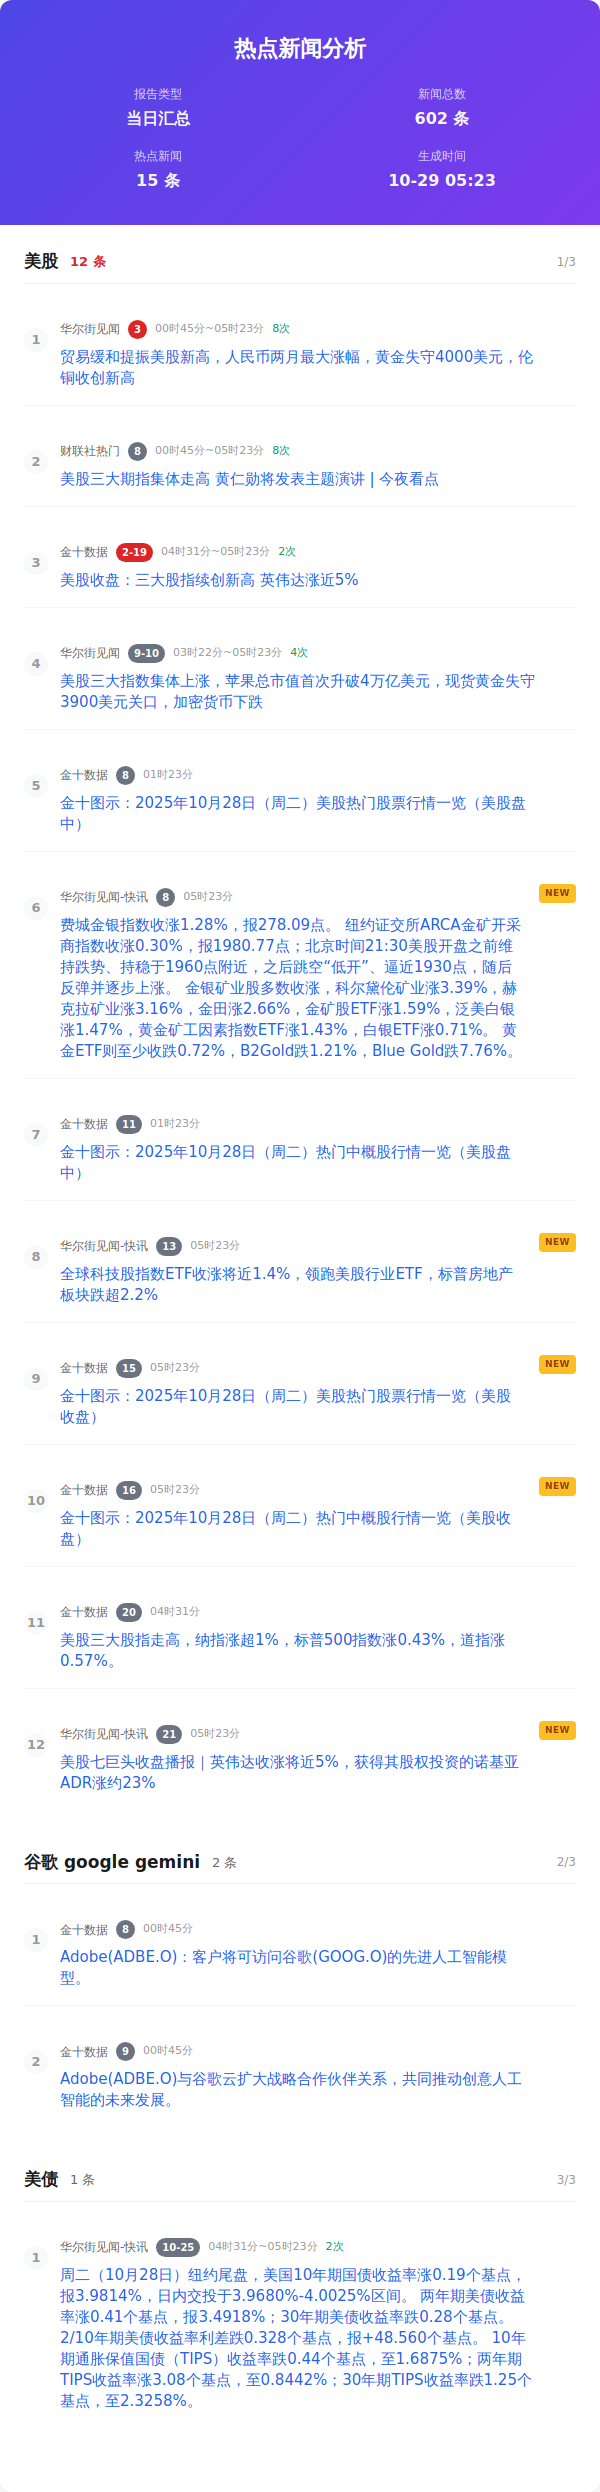 热点新闻分析
报告类型
新闻总数
当日汇总
602 条
热点新闻
生成时间
15 条
10-29 05:23
美股 12 条 1/3
1
华尔街见闻 3 00时45分~05时23分 8次
贸易缓和提振美股新高，人民币两月最大涨幅，黄金失守4000美元，伦
铜收创新高
2
财联社热门 8 00时45分~05时23分 8次
美股三大期指集体走高 黄仁勋将发表主题演讲 | 今夜看点
3
金十数据 2-19 04时31分~05时23分 2次
美股收盘：三大股指续创新高 英伟达涨近5%
4
华尔街见闻 9-10 03时22分~05时23分 4次
美股三大指数集体上涨，苹果总市值首次升破4万亿美元，现货黄金失守
3900美元关口，加密货币下跌
5
金十数据 8 01时23分
金十图示：2025年10月28日（周二）美股热门股票行情一览（美股盘
中）
6
华尔街见闻-快讯 8 05时23分 NEW
费城金银指数收涨1.28%，报278.09点。 纽约证交所ARCA金矿开采
商指数收涨0.30%，报1980.77点；北京时间21:30美股开盘之前维
持跌势、持稳于1960点附近，之后跳空“低开”、逼近1930点，随后
反弹并逐步上涨。 金银矿业股多数收涨，科尔黛伦矿业涨3.39%，赫
克拉矿业涨3.16%，金田涨2.66%，金矿股ETF涨1.59%，泛美白银
涨1.47%，黄金矿工因素指数ETF涨1.43%，白银ETF涨0.71%。 黄
金ETF则至少收跌0.72%，B2Gold跌1.21%，Blue Gold跌7.76%。
7
金十数据 11 01时23分
金十图示：2025年10月28日（周二）热门中概股行情一览（美股盘
中）
8
华尔街见闻-快讯 13 05时23分 NEW
全球科技股指数ETF收涨将近1.4%，领跑美股行业ETF，标普房地产
板块跌超2.2%
9
金十数据 15 05时23分 NEW
金十图示：2025年10月28日（周二）美股热门股票行情一览（美股
收盘）
10
金十数据 16 05时23分 NEW
金十图示：2025年10月28日（周二）热门中概股行情一览（美股收
盘）
11
金十数据 20 04时31分
美股三大股指走高，纳指涨超1%，标普500指数涨0.43%，道指涨
0.57%。
12
华尔街见闻-快讯 21 05时23分 NEW
美股七巨头收盘播报｜英伟达收涨将近5%，获得其股权投资的诺基亚
ADR涨约23%
谷歌 google gemini 2 条 2/3
1
金十数据 8 00时45分
Adobe(ADBE.O)：客户将可访问谷歌(GOOG.O)的先进人工智能模
型。
2
金十数据 9 00时45分
Adobe(ADBE.O)与谷歌云扩大战略合作伙伴关系，共同推动创意人工
智能的未来发展。
美债 1 条 3/3
1
华尔街见闻-快讯 10-25 04时31分~05时23分 2次
周二（10月28日）纽约尾盘，美国10年期国债收益率涨0.19个基点，
报3.9814%，日内交投于3.9680%-4.0025%区间。 两年期美债收益
率涨0.41个基点，报3.4918%；30年期美债收益率跌0.28个基点。
2/10年期美债收益率利差跌0.328个基点，报+48.560个基点。 10年
期通胀保值国债（TIPS）收益率跌0.44个基点，至1.6875%；两年期
TIPS收益率涨3.08个基点，至0.8442%；30年期TIPS收益率跌1.25个
基点，至2.3258%。